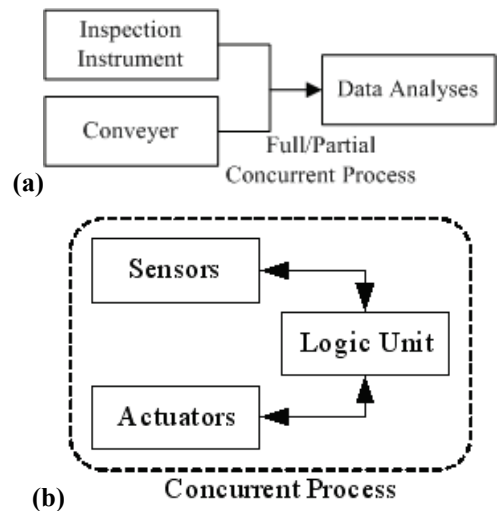 Inspection
Instrument
Data Analyses
Conveyer
Full/Partial
Concurrent Process
(a)
Sensors
Logic Unit
Actuators
Concurrent Process
(b)